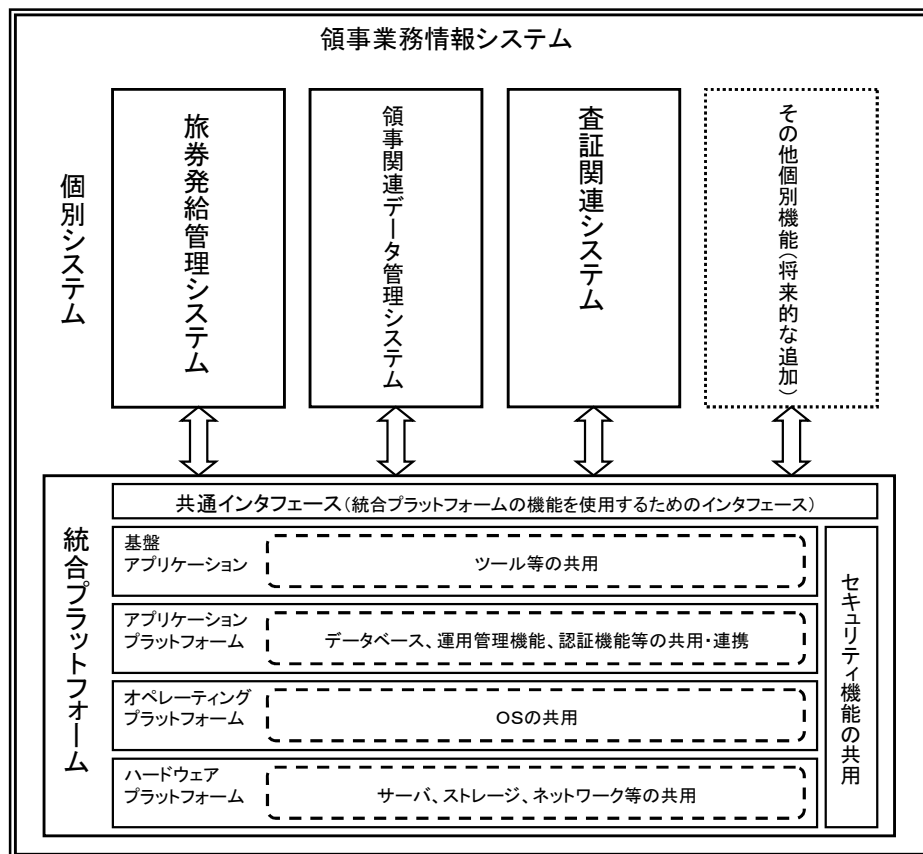 領事業務情報システム
個別システム
旅券発給管理システム
領事関連データ管理システム
査証関連システム
その他個別機能(将来的な追加)
統合プラットフォーム
共通インタフェース(統合プラットフォームの機能を使用するためのインタフェース)
基盤
アプリケーション
ツール等の共用
アプリケーション
プラットフォーム
データベース、運用管理機能、認証機能等の共用・連携
オペレーティング
プラットフォーム
OSの共用
ハードウェア
プラットフォーム
サーバ、ストレージ、ネットワーク等の共用
セキュリティ機能の共用